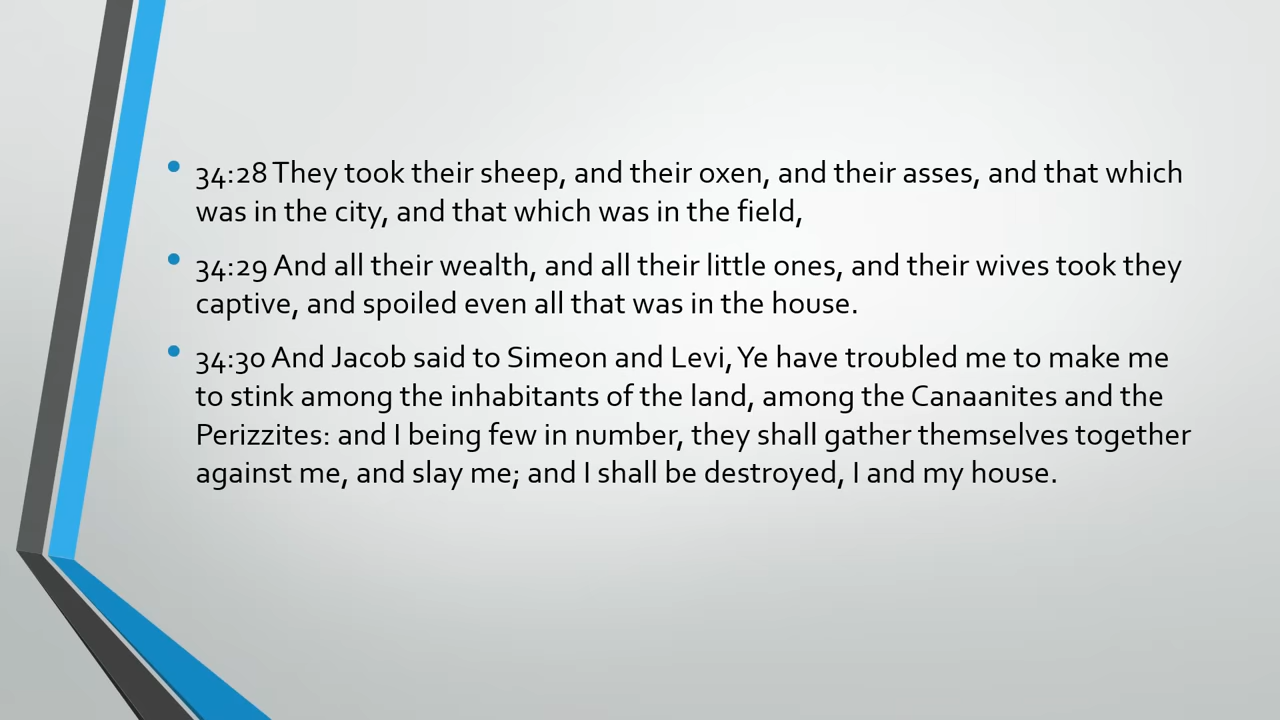 • 34:28 They took their sheep, and their oxen, and their asses, and that which
was in the city, and that which was in the field,
• 34:29 And all their wealth, and all their little ones, and their wives took they
captive, and spoiled even all that was in the house.
• 34:30 And Jacob said to Simeon and Levi, Ye have troubled me to make me
to stink among the inhabitants of the land, among the Canaanites and the
Perizzites: and I being few in number, they shall gather themselves together
against me, and slay me; and I shall be destroyed, I and my house.